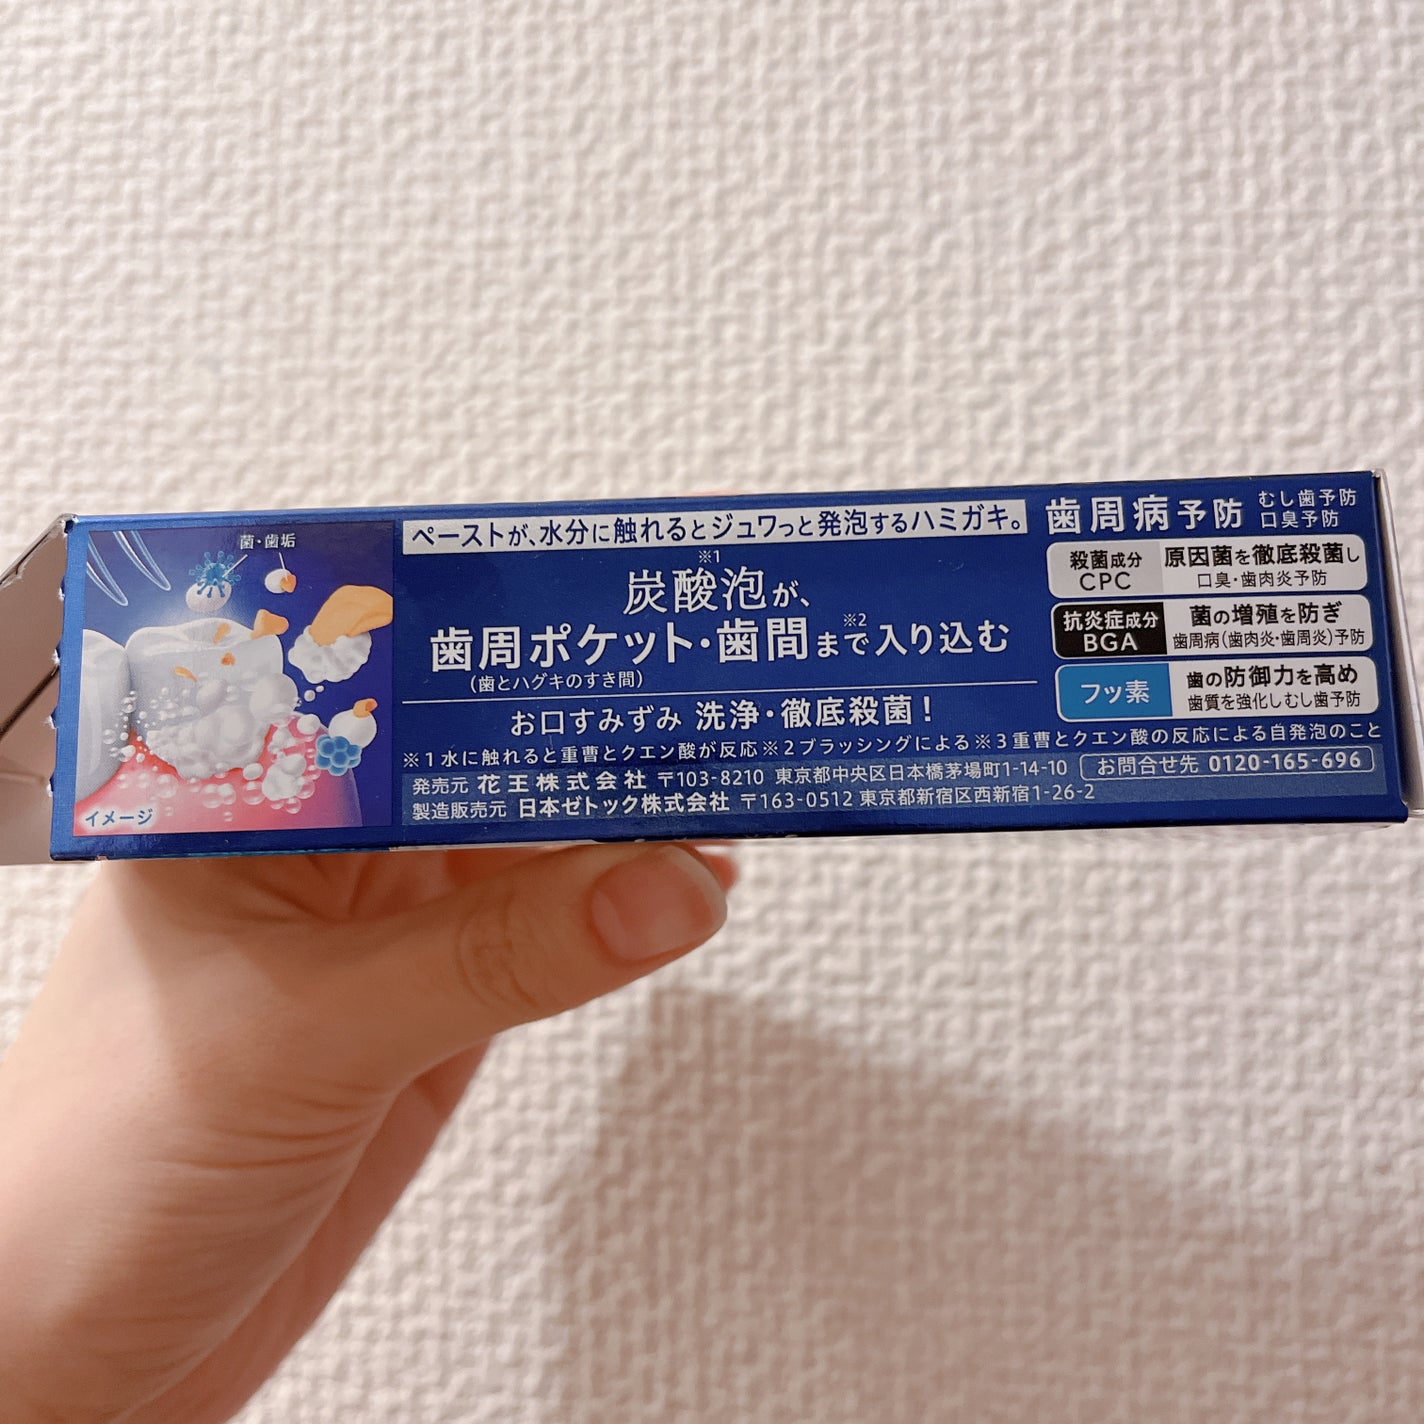 菌・歯垢
イメージ
ペーストが、水分に触れるとジュワっと発泡するハミガキ。
※1
炭酸泡が、
※2
歯周ポケット・歯間まで入り込む
(歯とハグキのすき間)
お口すみずみ 洗浄・徹底殺菌!
※1水に触れると重曹とクエン酸が反応※2ブラッシングによる※3重曹とクエン酸の反応による自発泡のこと
発売元 花王株式会社 〒103-8210 東京都中央区日本橋茅場町1-14-10 お問合せ先 0120-165-696
製造販売元 日本ゼトック株式会社 〒163-0512 東京都新宿区西新宿1-26-2
歯周病予防 むし歯予防
口臭予防
殺菌成分 原因菌を徹底殺菌し
CPC 口臭・歯肉炎予防
抗炎症成分 菌の増殖を防ぎ
BGA 歯周病(歯肉炎・歯周炎)予防
フッ素 歯の防御力を高め
歯質を強化しむし歯予防